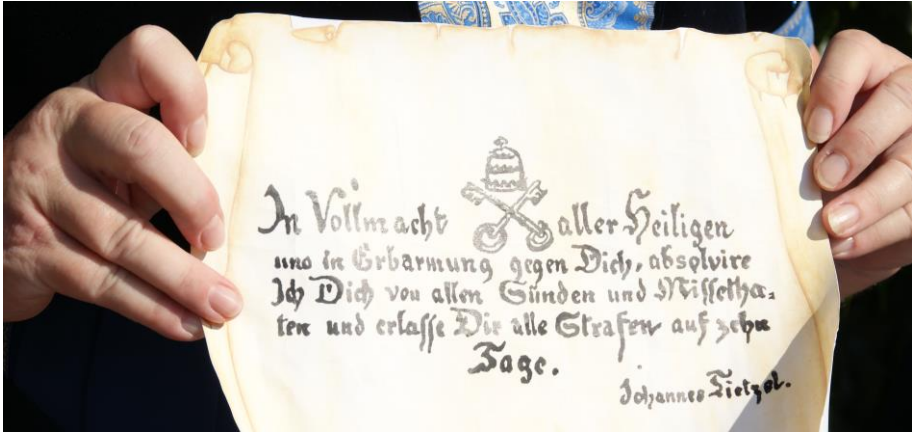 In Vollmacht aller Heiligen
und in Erbarmung gegen Dich, absolvire
Ich Dich von allen Sünden und Missetha=
ten und erlasse Dir alle Strafen auf zehn
Tage.
Johannes Tietzel.